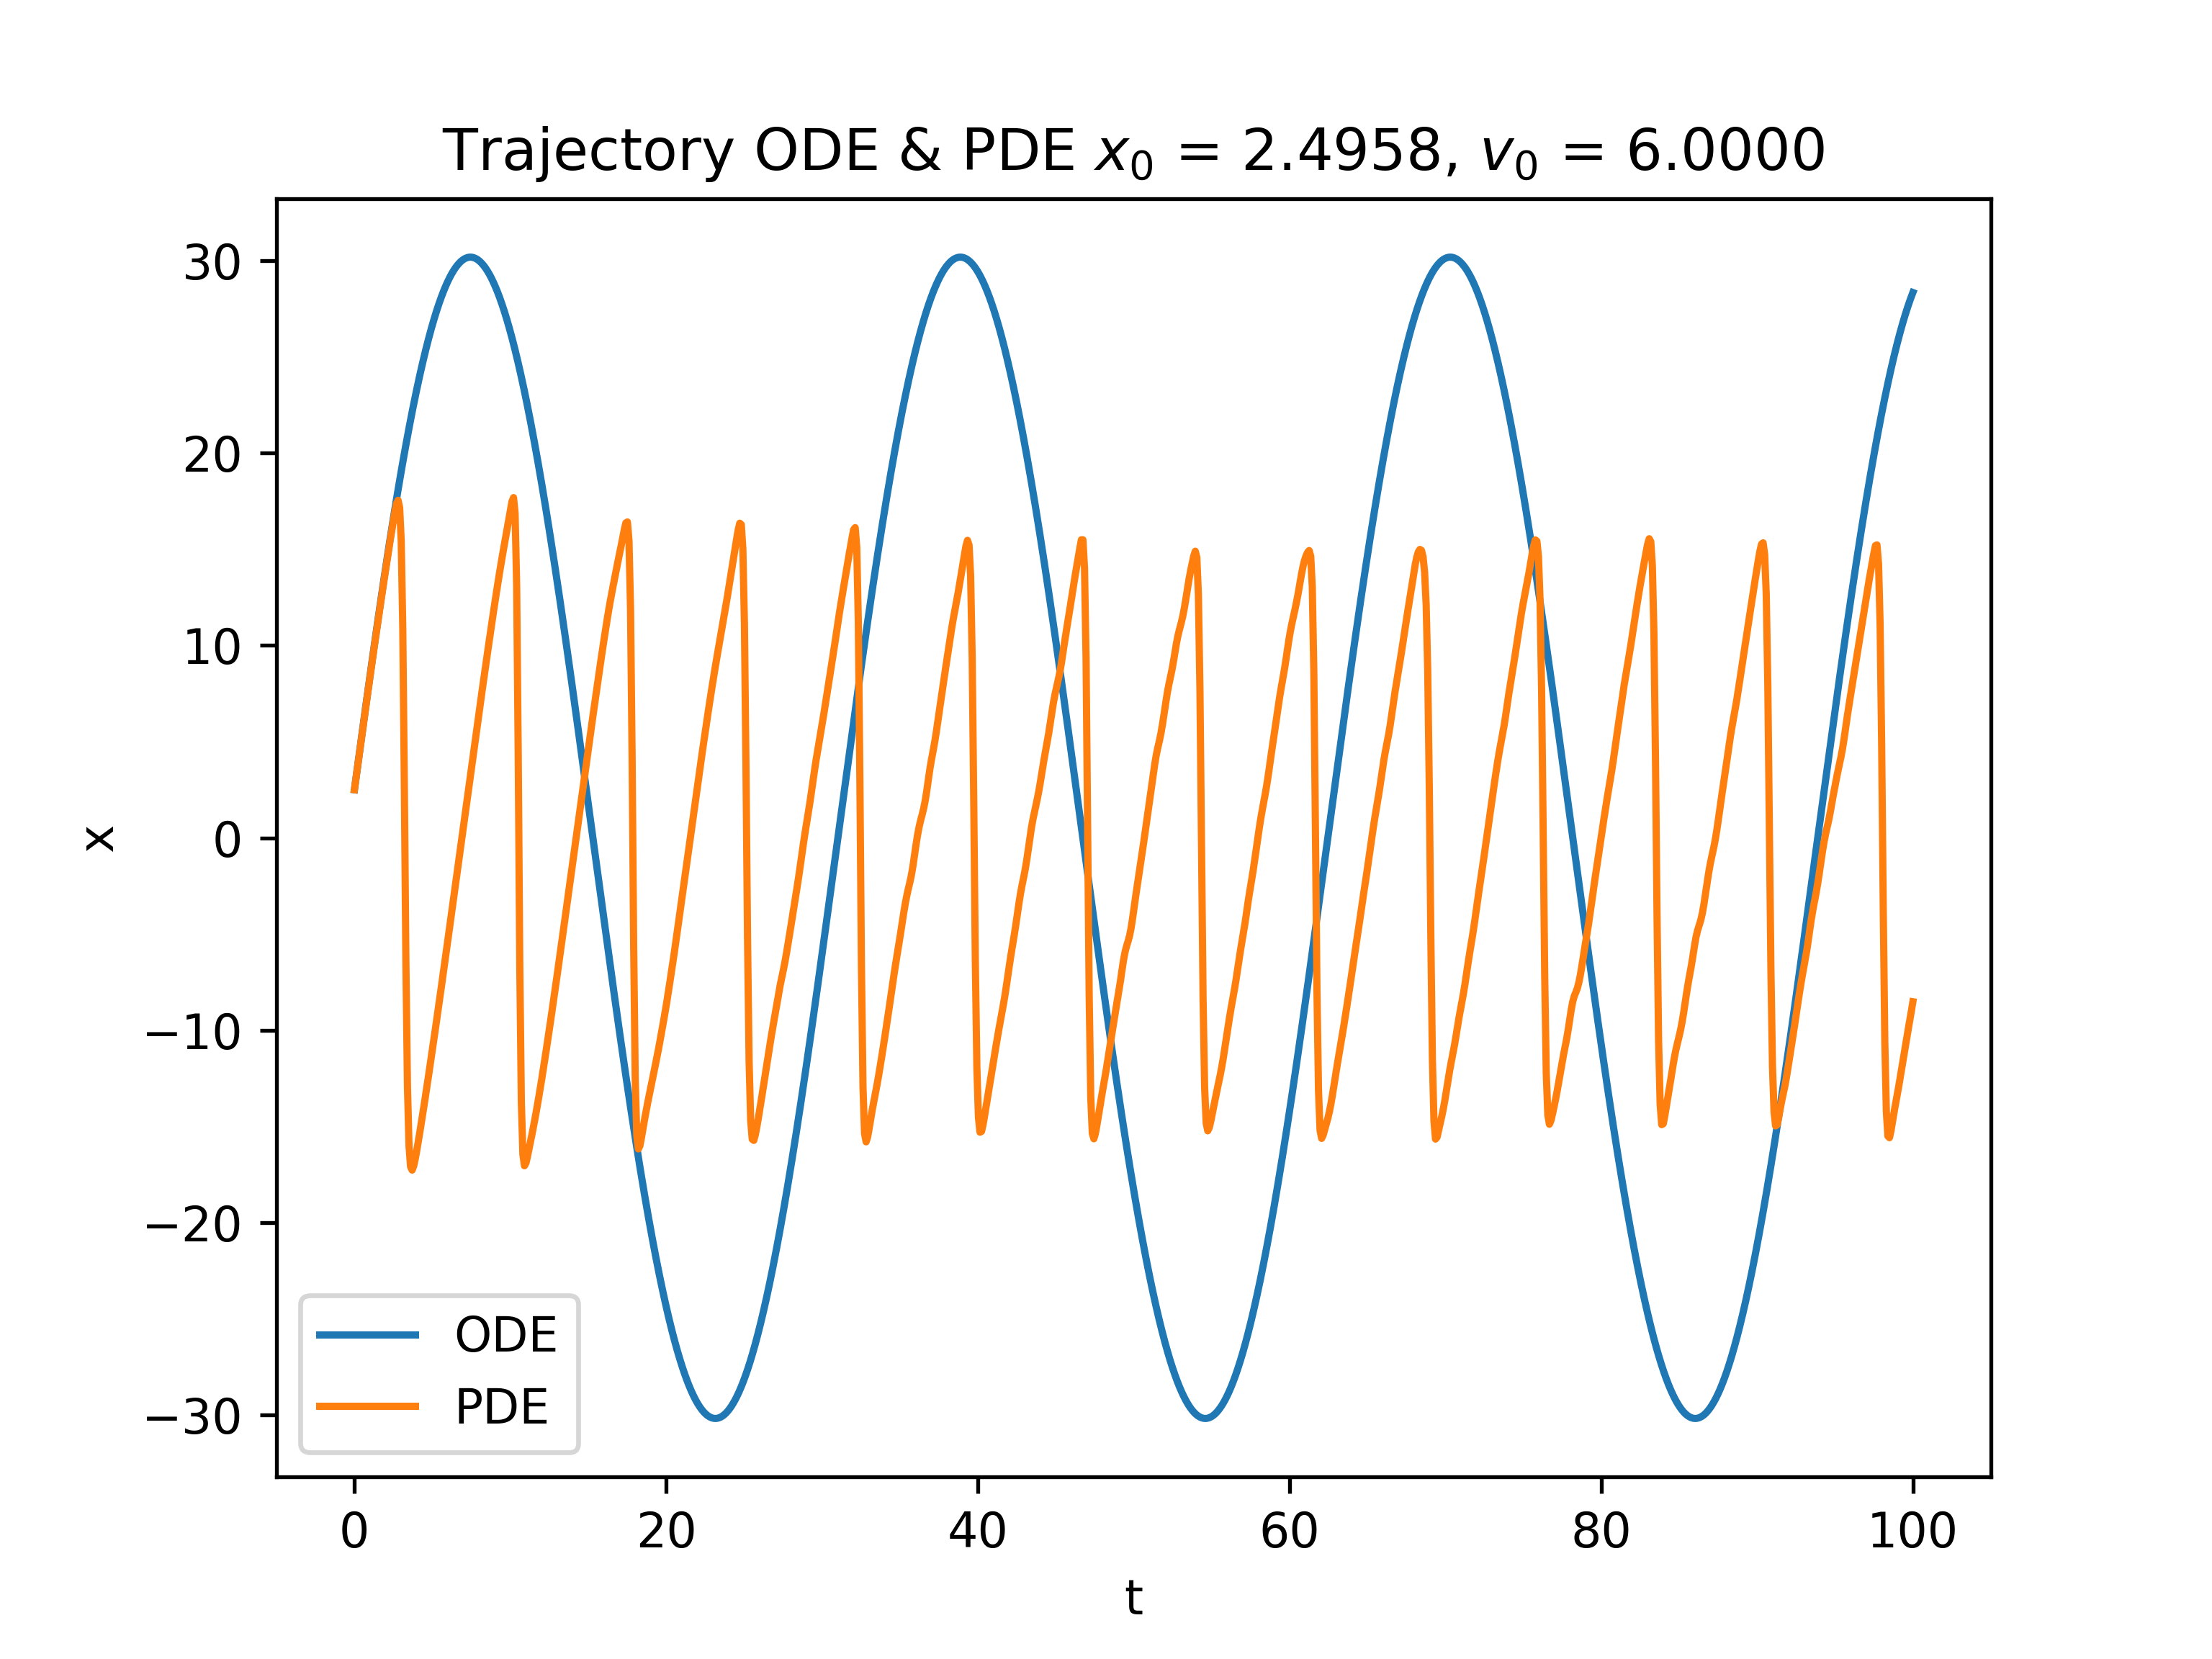 Trajectory ODE & PDE x₀ = 2.4958, v₀ = 6.0000
30
20
10
0
−10
−20
−30
x
ODE
PDE
0 20 40 60 80 100
t